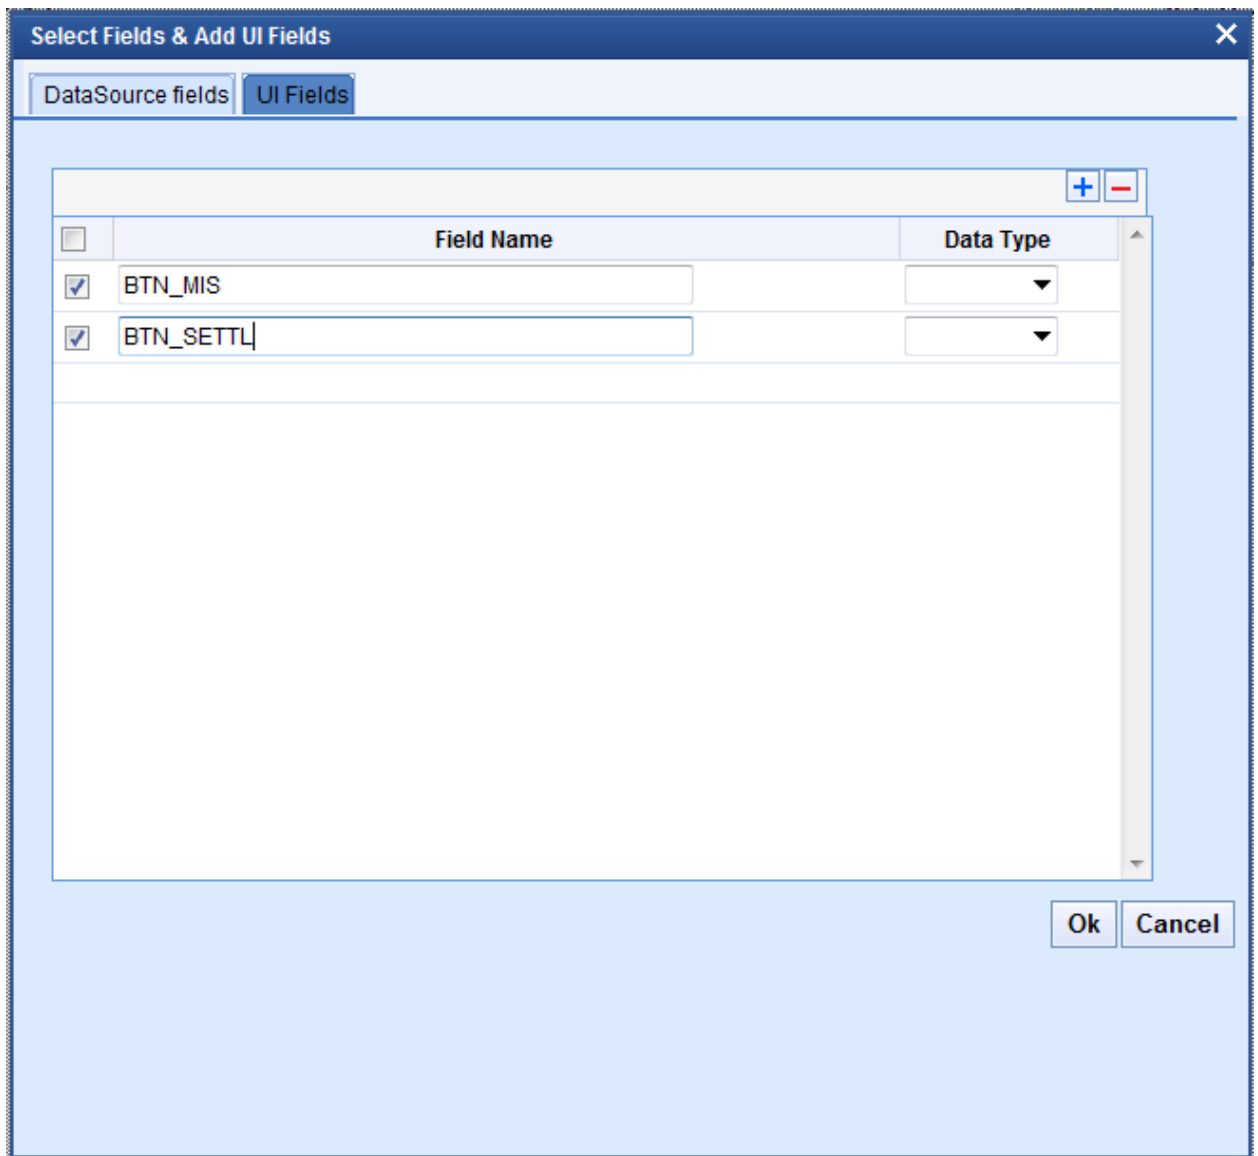 Select Fields & Add UI Fields
DataSource fields UI Fields
Field Name Data Type
BTN_MIS
BTN_SETTL
Ok Cancel